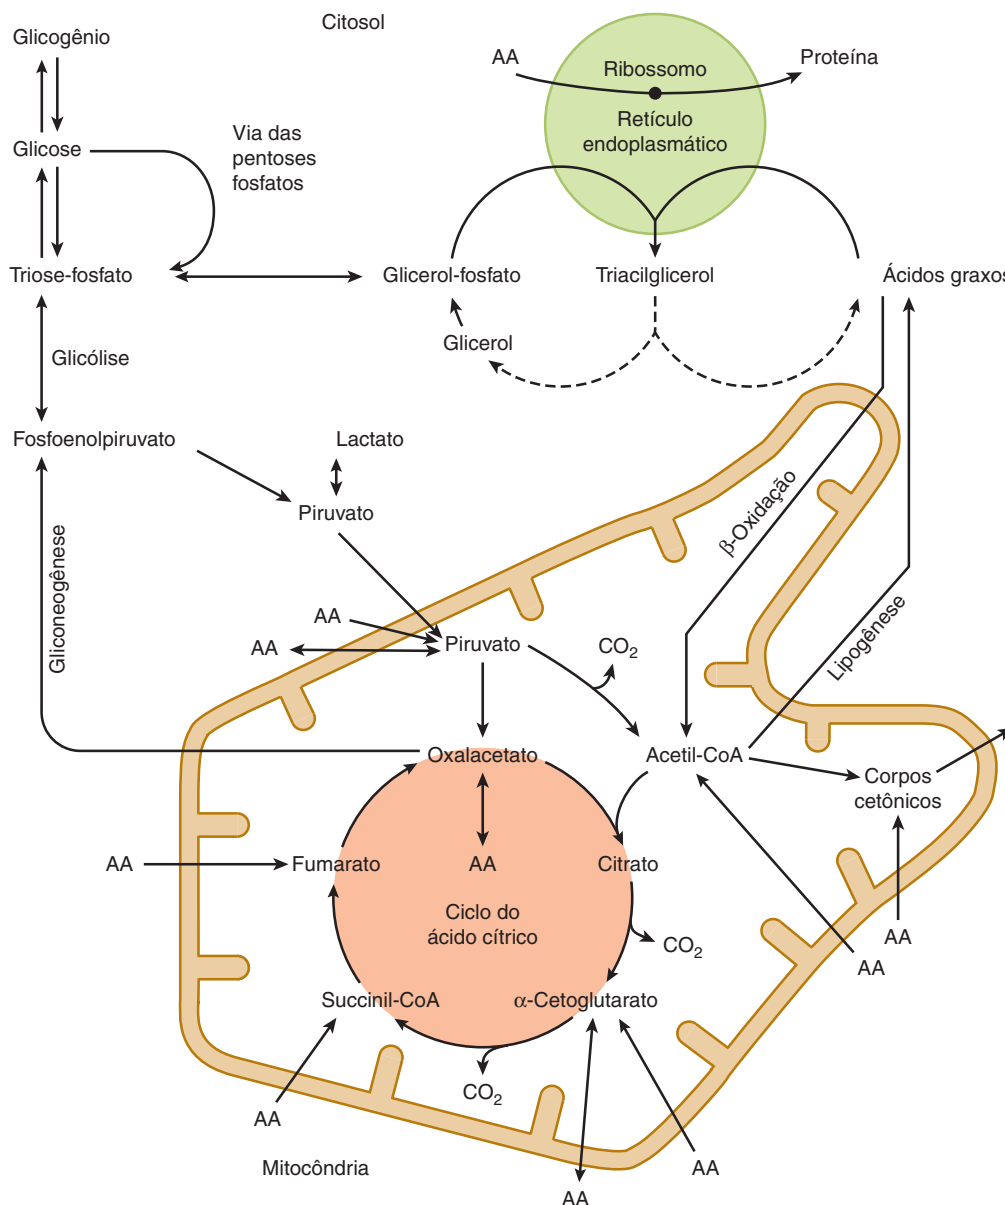 Citosol
Glicogênio
AA
Ribossomo
Proteína
Retículo
endoplasmático
Via das
pentoses
fosfatos
Glicose
Triose-fosfato
Glicerol-fosfato
Triacilglicerol
Ácidos graxos
Glicerol
Glicólise
Fosfoenolpiruvato
Lactato
Piruvato
β-Oxidação
Gliconeogênese
AA
AA
Piruvato
CO2
Lipogênese
Oxalacetato
Acetil-CoA
Corpos
cetônicos
AA
Fumarato
AA
Citrato
Ciclo do
ácido cítrico
CO2
AA
AA
Succinil-CoA
α-Cetoglutarato
CO2
AA
Mitocôndria
AA
AA